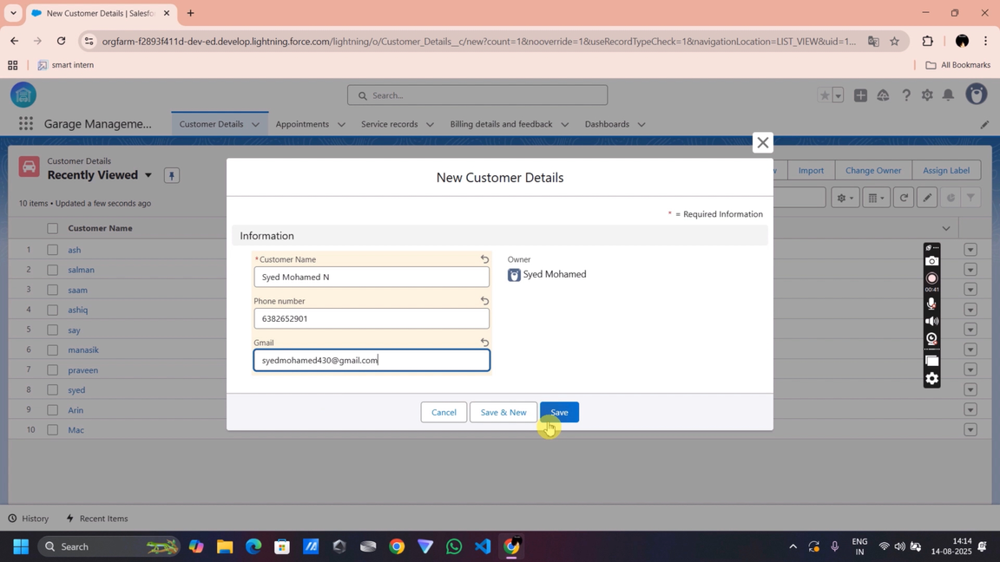 New Customer Details | Salesfo
orgfarm-f2893f411d-dev-ed.develop.lightning.force.com/lightning/o/Customer_Details__c/new?count=1&nooverride=1&useRecordTypeCheck=1&navigationLocation=LIST_VIEW&uid=1...
smart intern
All Bookmarks
Search...
Garage Manageme...
Customer Details
Appointments
Service records
Billing details and feedback
Dashboards
Customer Details
Recently Viewed
Import
Change Owner
Assign Label
10 items • Updated a few seconds ago
Customer Name
1 ash
2 salman
3 saam
4 ashiq
5 say
6 manasik
7 praveen
8 syed
9 Arin
10 Mac
New Customer Details
* = Required Information
Information
*Customer Name
Syed Mohamed N
Owner
Syed Mohamed
Phone number
6382652901
Gmail
syedmohamed430@gmail.com
Cancel
Save & New
Save
00:41
History
Recent Items
Search
ENG
IN
14:14
14-08-2025